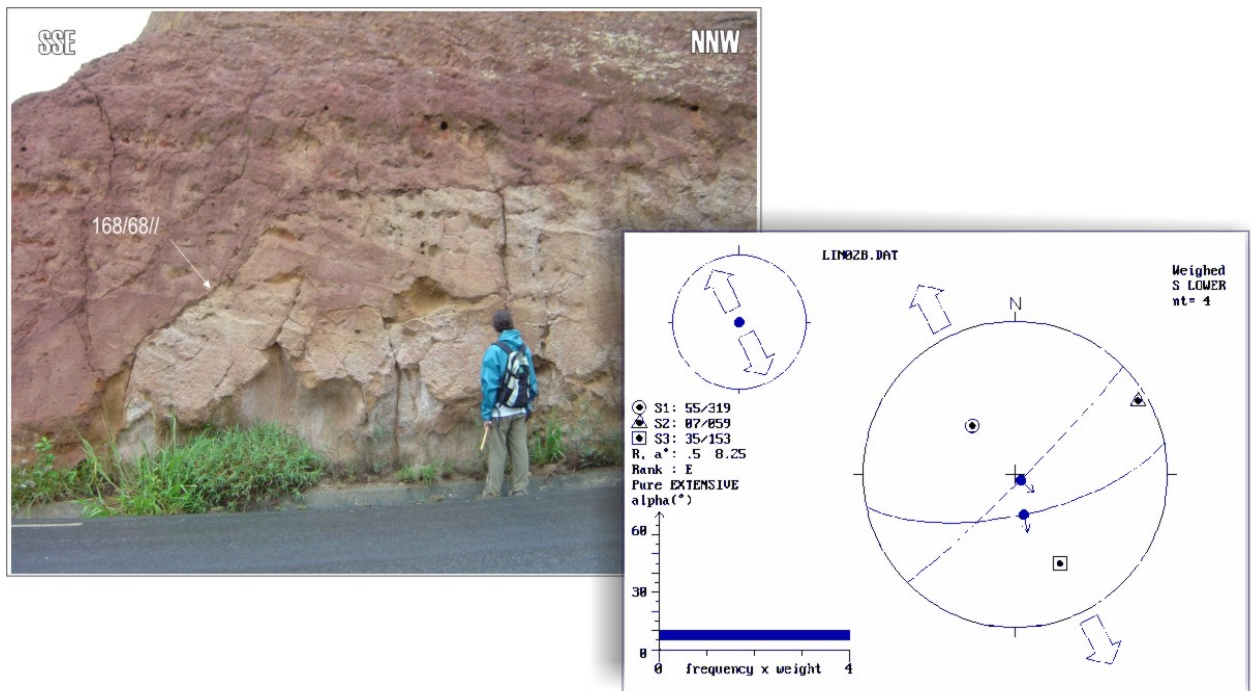 SSE
NNW
168/68//
LIN02B.DAT
Weighed
S LOWER
nt= 4
N
S1: 55/319
S2: 07/059
S3: 35/153
R, a°: .5 8.25
Rank : E
Pure EXTENSIVE
alpha(°)
60
30
0
0 frequency x weight 4